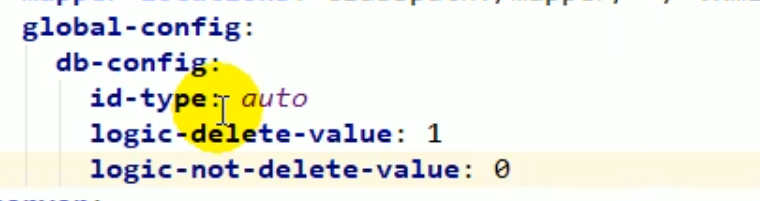 global-config:
db-config:
id-type: auto
logic-delete-value: 1
logic-not-delete-value: 0